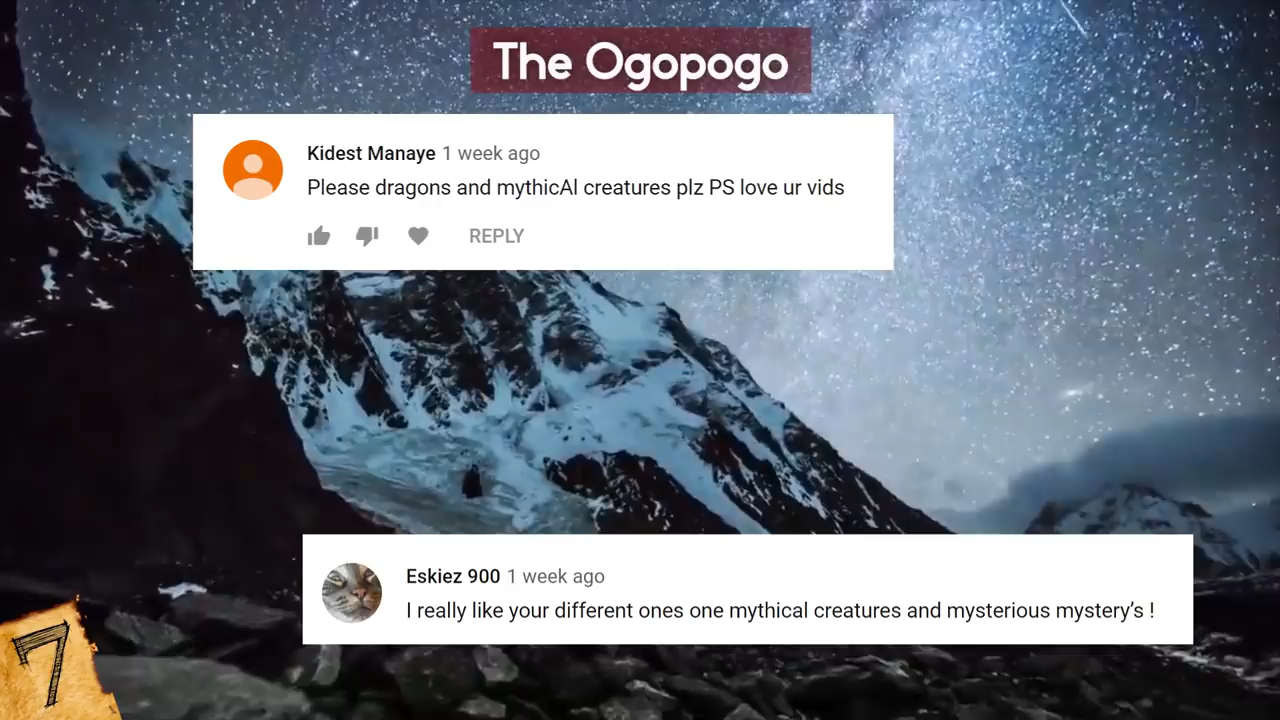 The Ogopogo
Kidest Manaye 1 week ago
Please dragons and mythicAl creatures plz PS love ur vids
REPLY
Eskiez 900 1 week ago
I really like your different ones one mythical creatures and mysterious mystery’s !
7